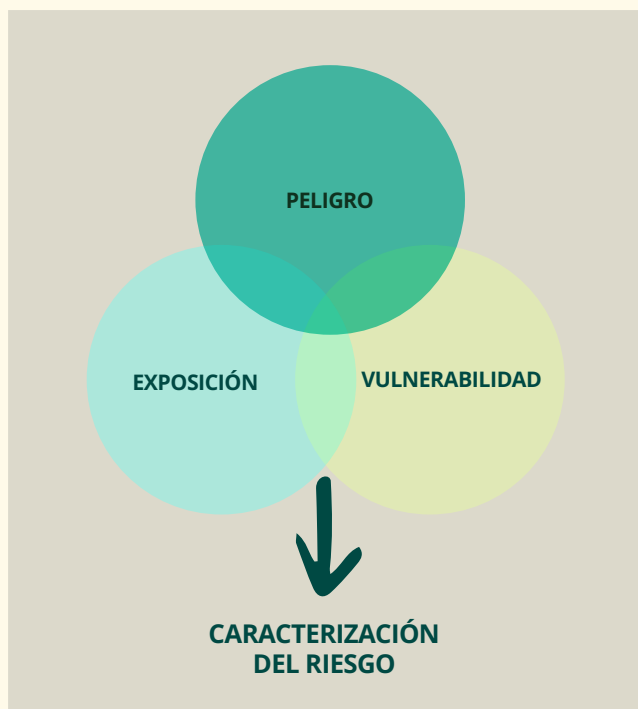 PELIGRO
EXPOSICIÓN
VULNERABILIDAD
CARACTERIZACIÓN
DEL RIESGO